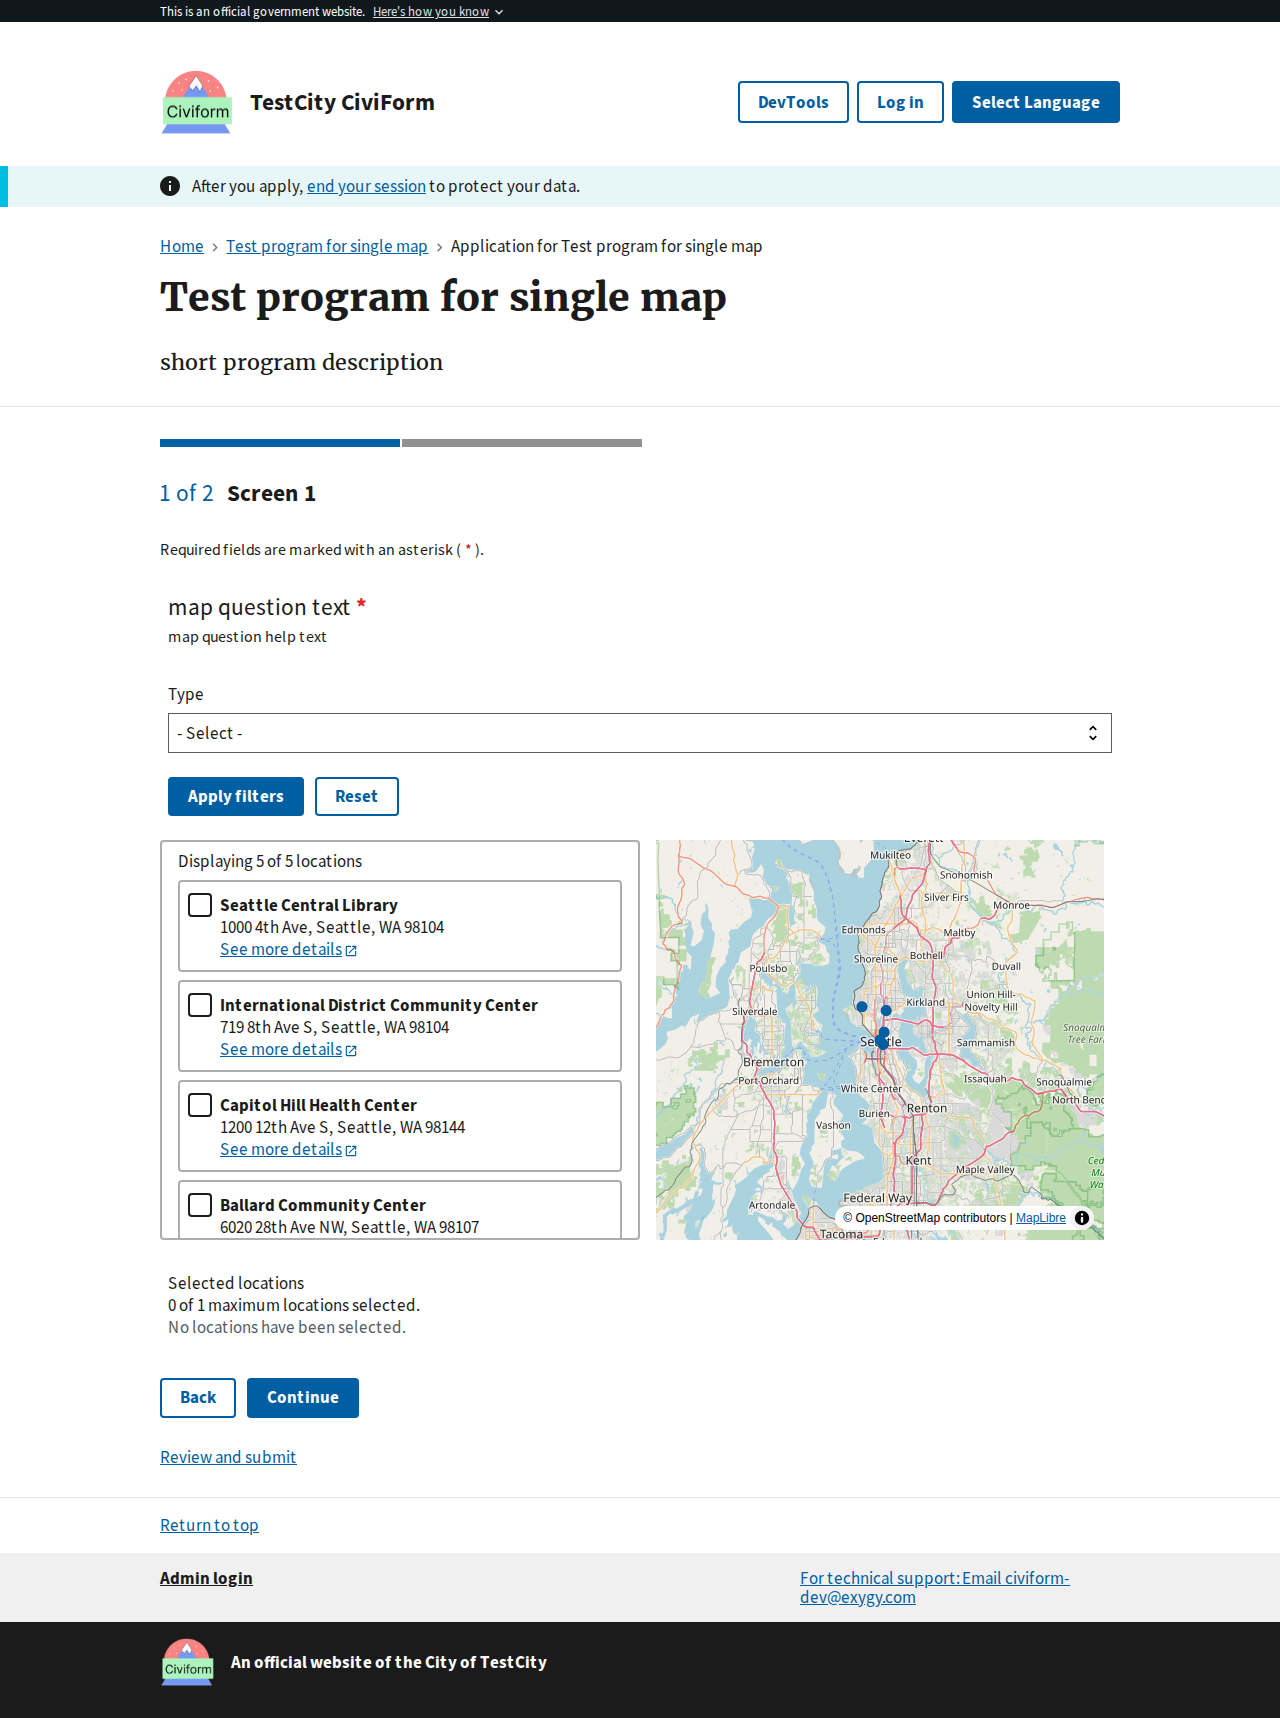 This is an official government website. Here's how you know
Civiform
TestCity CiviForm
DevTools
Log in
Select Language
After you apply, end your session to protect your data.
Home > Test program for single map > Application for Test program for single map
Test program for single map
short program description
1 of 2 Screen 1
Required fields are marked with an asterisk ( * ).
map question text *
map question help text
Type
- Select -
Apply filters
Reset
Displaying 5 of 5 locations
Seattle Central Library
1000 4th Ave, Seattle, WA 98104
See more details
International District Community Center
719 8th Ave S, Seattle, WA 98104
See more details
Capitol Hill Health Center
1200 12th Ave S, Seattle, WA 98144
See more details
Ballard Community Center
6020 28th Ave NW, Seattle, WA 98107
Mukilteo
Snohomish
Silver Firs
Monroe
Edmonds
Maltby
Shoreline
Bothell
Poulsbo
Duvall
Union Hill-
Novelty Hill
Kirkland
Silverdale
Seattle
Sammamish
Bremerton
Port Orchard
White Center
Issaquah
Snoqualmie
North Bend
Renton
Burien
Vashon
Kent
Maple Valley
Federal Way
Artondale
Tacoma
© OpenStreetMap contributors | MapLibre
Selected locations
0 of 1 maximum locations selected.
No locations have been selected.
Back
Continue
Review and submit
Return to top
Admin login
For technical support: Email civiform-
dev@exygy.com
Civiform
An official website of the City of TestCity